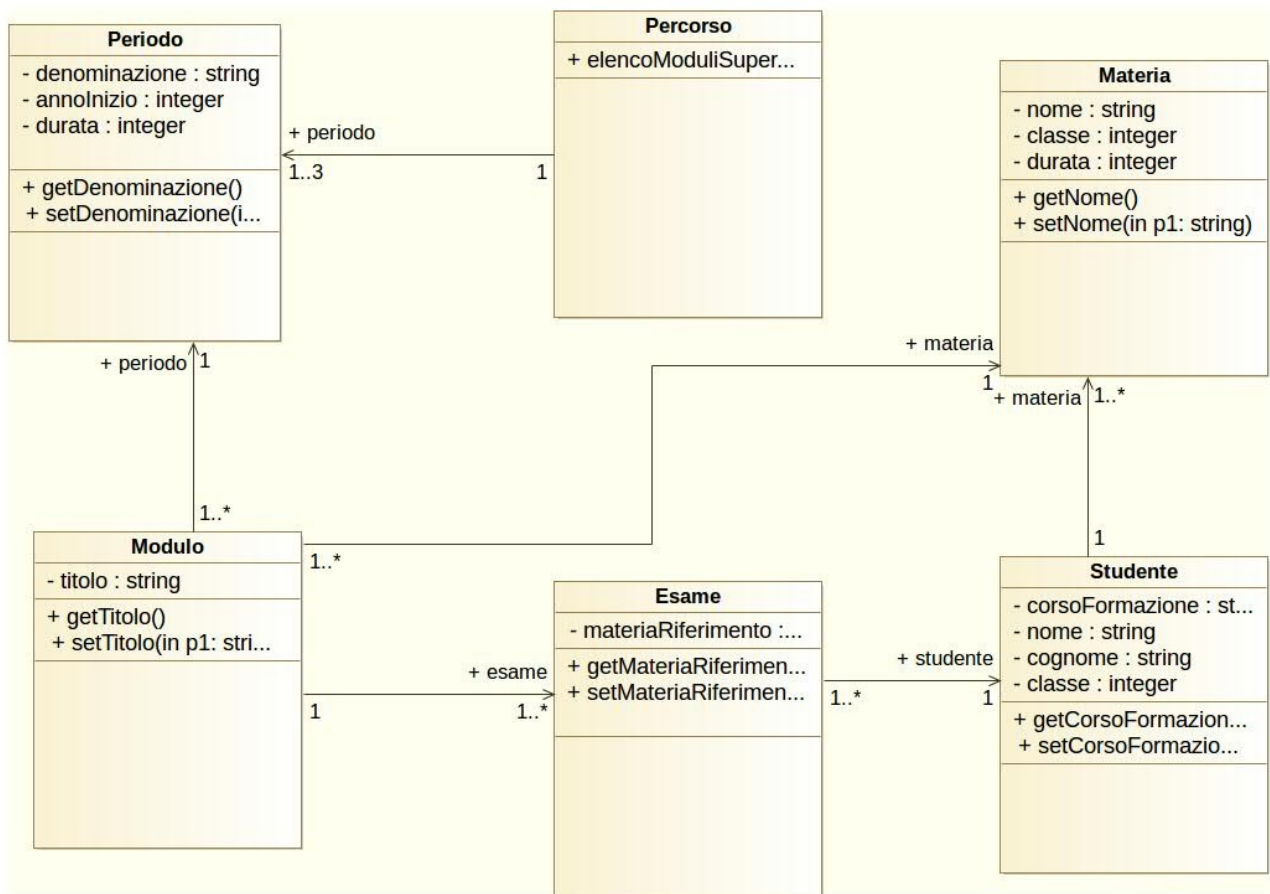 Periodo
- denominazione : string
- annoInizio : integer
- durata : integer
+ getDenominazione()
+ setDenominazione(i...
Percorso
+ elencoModuliSuper...
Materia
- nome : string
- classe : integer
- durata : integer
+ getNome()
+ setNome(in p1: string)
+ periodo
1..3
1
+ periodo
1
1..*
+ materia
1
+ materia
1..*
1
1..*
Modulo
- titolo : string
+ getTitolo()
+ setTitolo(in p1: stri...
+ esame
1
1..*
Esame
- materiaRiferimento :...
+ getMateriaRiferimen...
+ setMateriaRiferimen...
+ studente
1..*
1
Studente
- corsoFormazione : st...
- nome : string
- cognome : string
- classe : integer
+ getCorsoFormazion...
+ setCorsoFormazio...